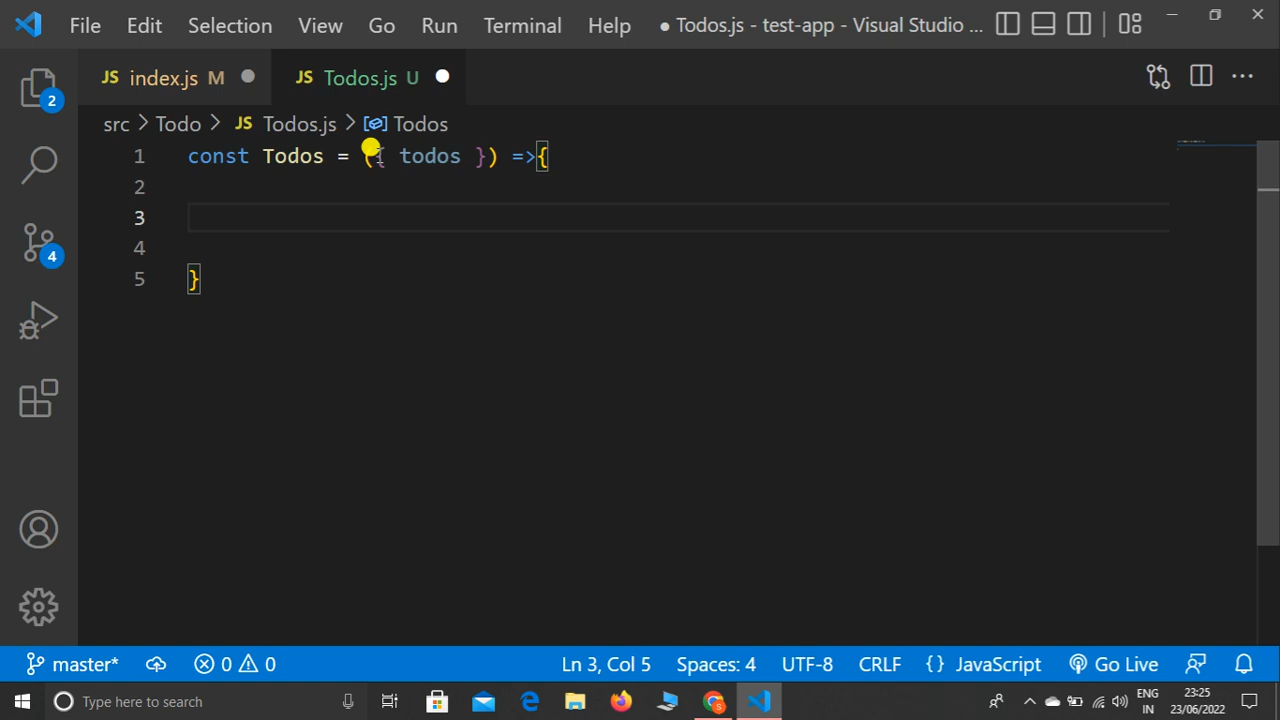 File Edit Selection View Go Run Terminal Help ● Todos.js - test-app - Visual Studio ...
JS index.js M JS Todos.js U
2
src > Todo > JS Todos.js > Todos
1 const Todos = ({ todos }) =>{
2
3
4
5 }
4
master* 0 0 Ln 3, Col 5 Spaces: 4 UTF-8 CRLF {} JavaScript Go Live
Type here to search
S
ENG
IN
23:25
23/06/2022